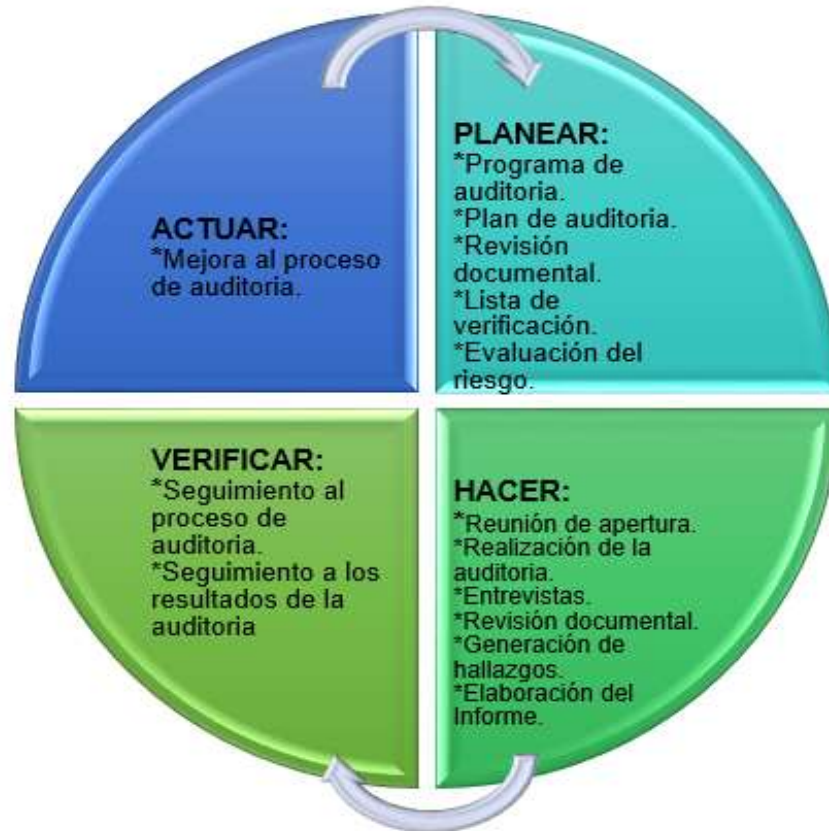 PLANEAR:
*Programa de
auditoria.
*Plan de auditoria.
*Revisión
documental.
*Lista de
verificación.
*Evaluación del
riesgo.
HACER:
*Reunión de apertura.
*Realización de la
auditoria.
*Entrevistas.
*Revisión documental.
*Generación de
hallazgos.
*Elaboración del
Informe.
VERIFICAR:
*Seguimiento al
proceso de
auditoria.
*Seguimiento a los
resultados de la
auditoria
ACTUAR:
*Mejora al proceso
de auditoria.